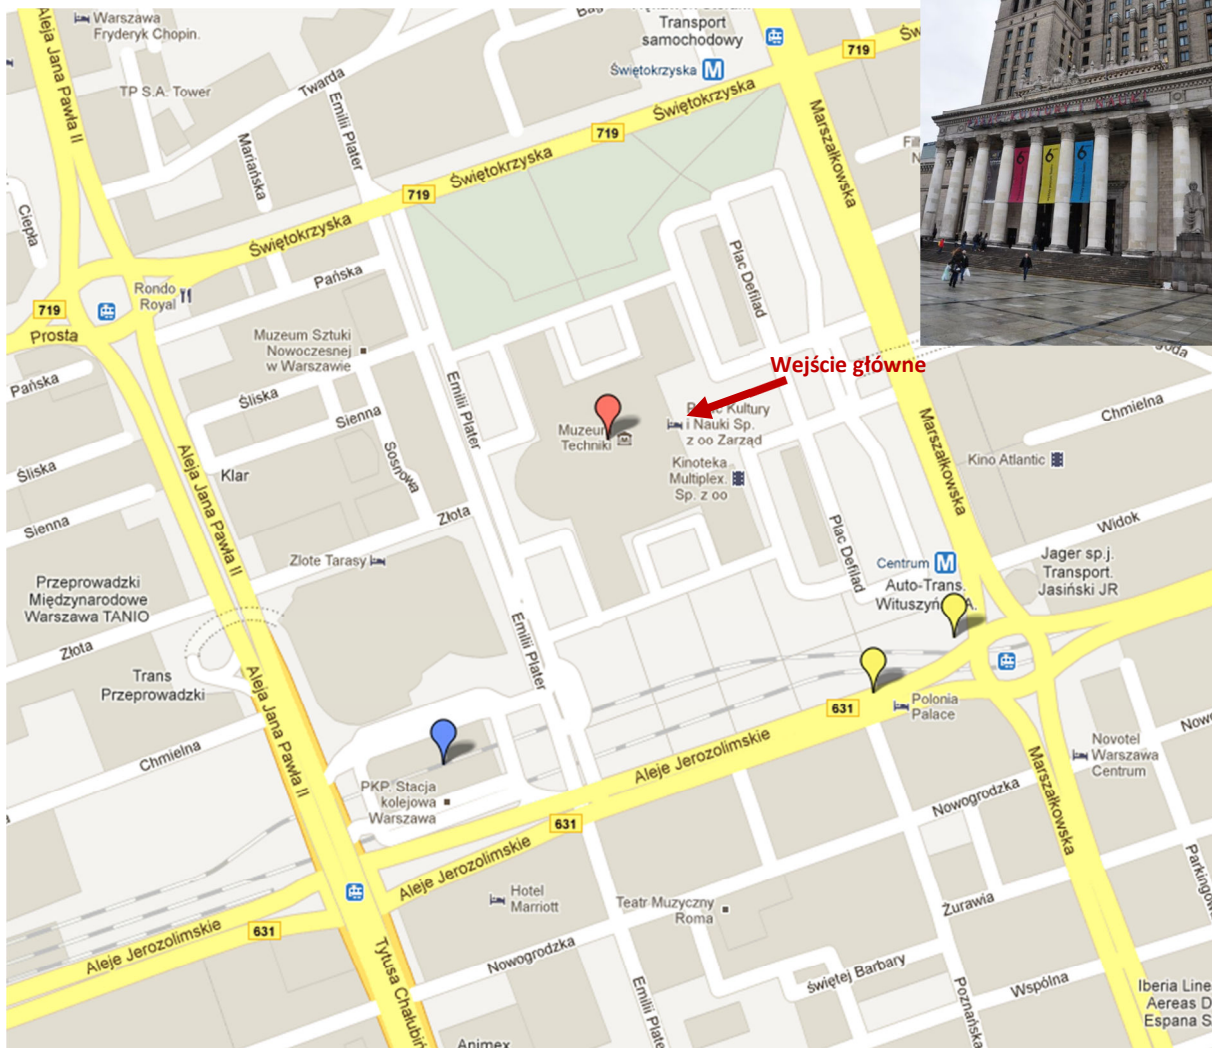 Warszawa
Fryderyk Chopin.
TP S.A. Tower
Aleja Jana Pawła II
Twarda
Mariańska
Emilii Plater
Transport
samochodowy
Świętokrzyska M
719
Świętokrzyska
719
Świętokrzyska
719
Świętokrzyska
Marszałkowska
Ciepła
Pańska
Rondo
Royal
719
Prosta
Muzeum Sztuki
Nowoczesnej
w Warszawie
Plac Defilad
Wejście główne
Pańska
Śliska
Sienna
Emilii Plater
Muzeum
Techniki
Kultury
i Nauki Sp.
z oo Zarząd
Marszałkowska
Chmielna
Kino Atlantic
Śliska
Klar
Sosnowa
Kinoteka
Multiplex.
Sp. z oo
Sienna
Aleja Jana Pawła II
Złota
Plac Defilad
Widok
Zlote Tarasy
Centrum M
Auto-Trans.
Jager sp.j.
Transport.
Jasiński JR
Przeprowadzki
Międzynarodowe
Warszawa TANIO
Emilii Plater
Złota
Trans
Przeprowadzki
Aleja Jana Pawła II
Polonia
Palace
631
Chmielna
Aleje Jerozolimskie
Novotel
Warszawa
Centrum
PKP. Stacja
kolejowa
Warszawa
631
Nowogrodzka
Marszałkowska
Aleje Jerozolimskie
Hotel
Marriott
Teatr Muzyczny
Roma
Żurawia
631
Aleje Jerozolimskie
Nowogrodzka
świętej Barbary
Wspólna
Poznańska
Emilii Plater
Tytusa
Animex